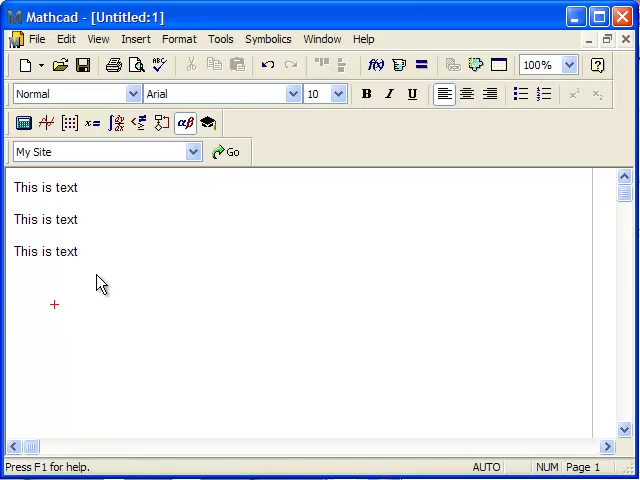 Mathcad - [Untitled:1]
File Edit View Insert Format Tools Symbolics Window Help
100%
Normal Arial 10 B I U
My Site Go
This is text
This is text
This is text
Press F1 for help. AUTO NUM Page 1